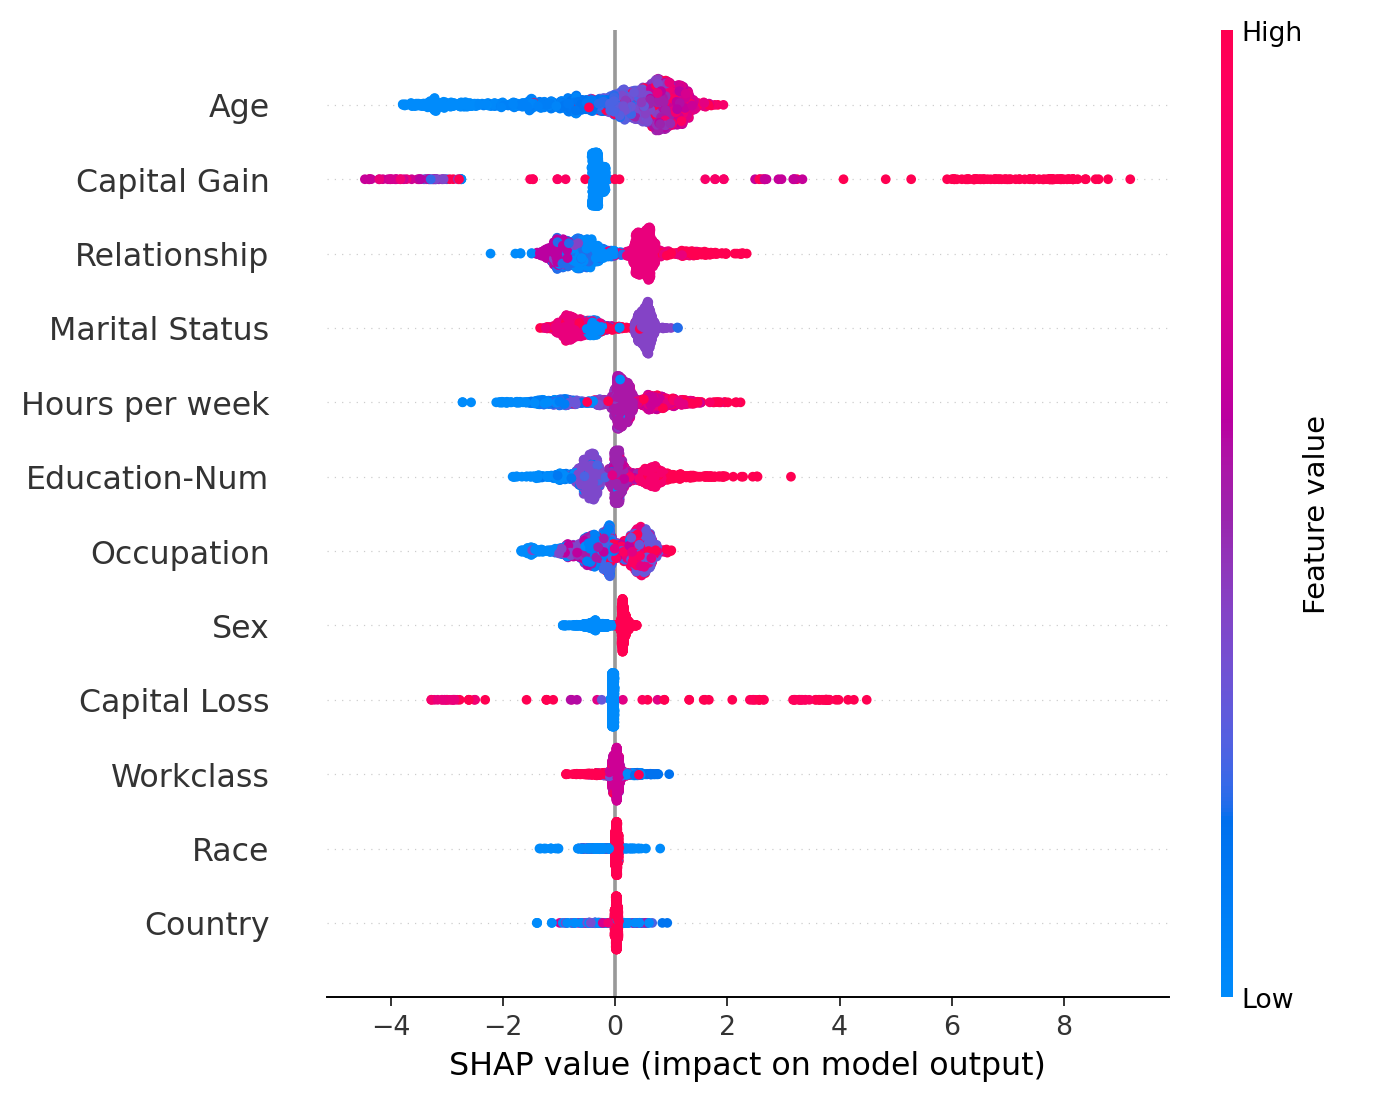 High
Age
Capital Gain
Relationship
Marital Status
Hours per week
Education-Num
Occupation
Sex
Capital Loss
Workclass
Race
Country
Feature value
Low
−4 −2 0 2 4 6 8
SHAP value (impact on model output)